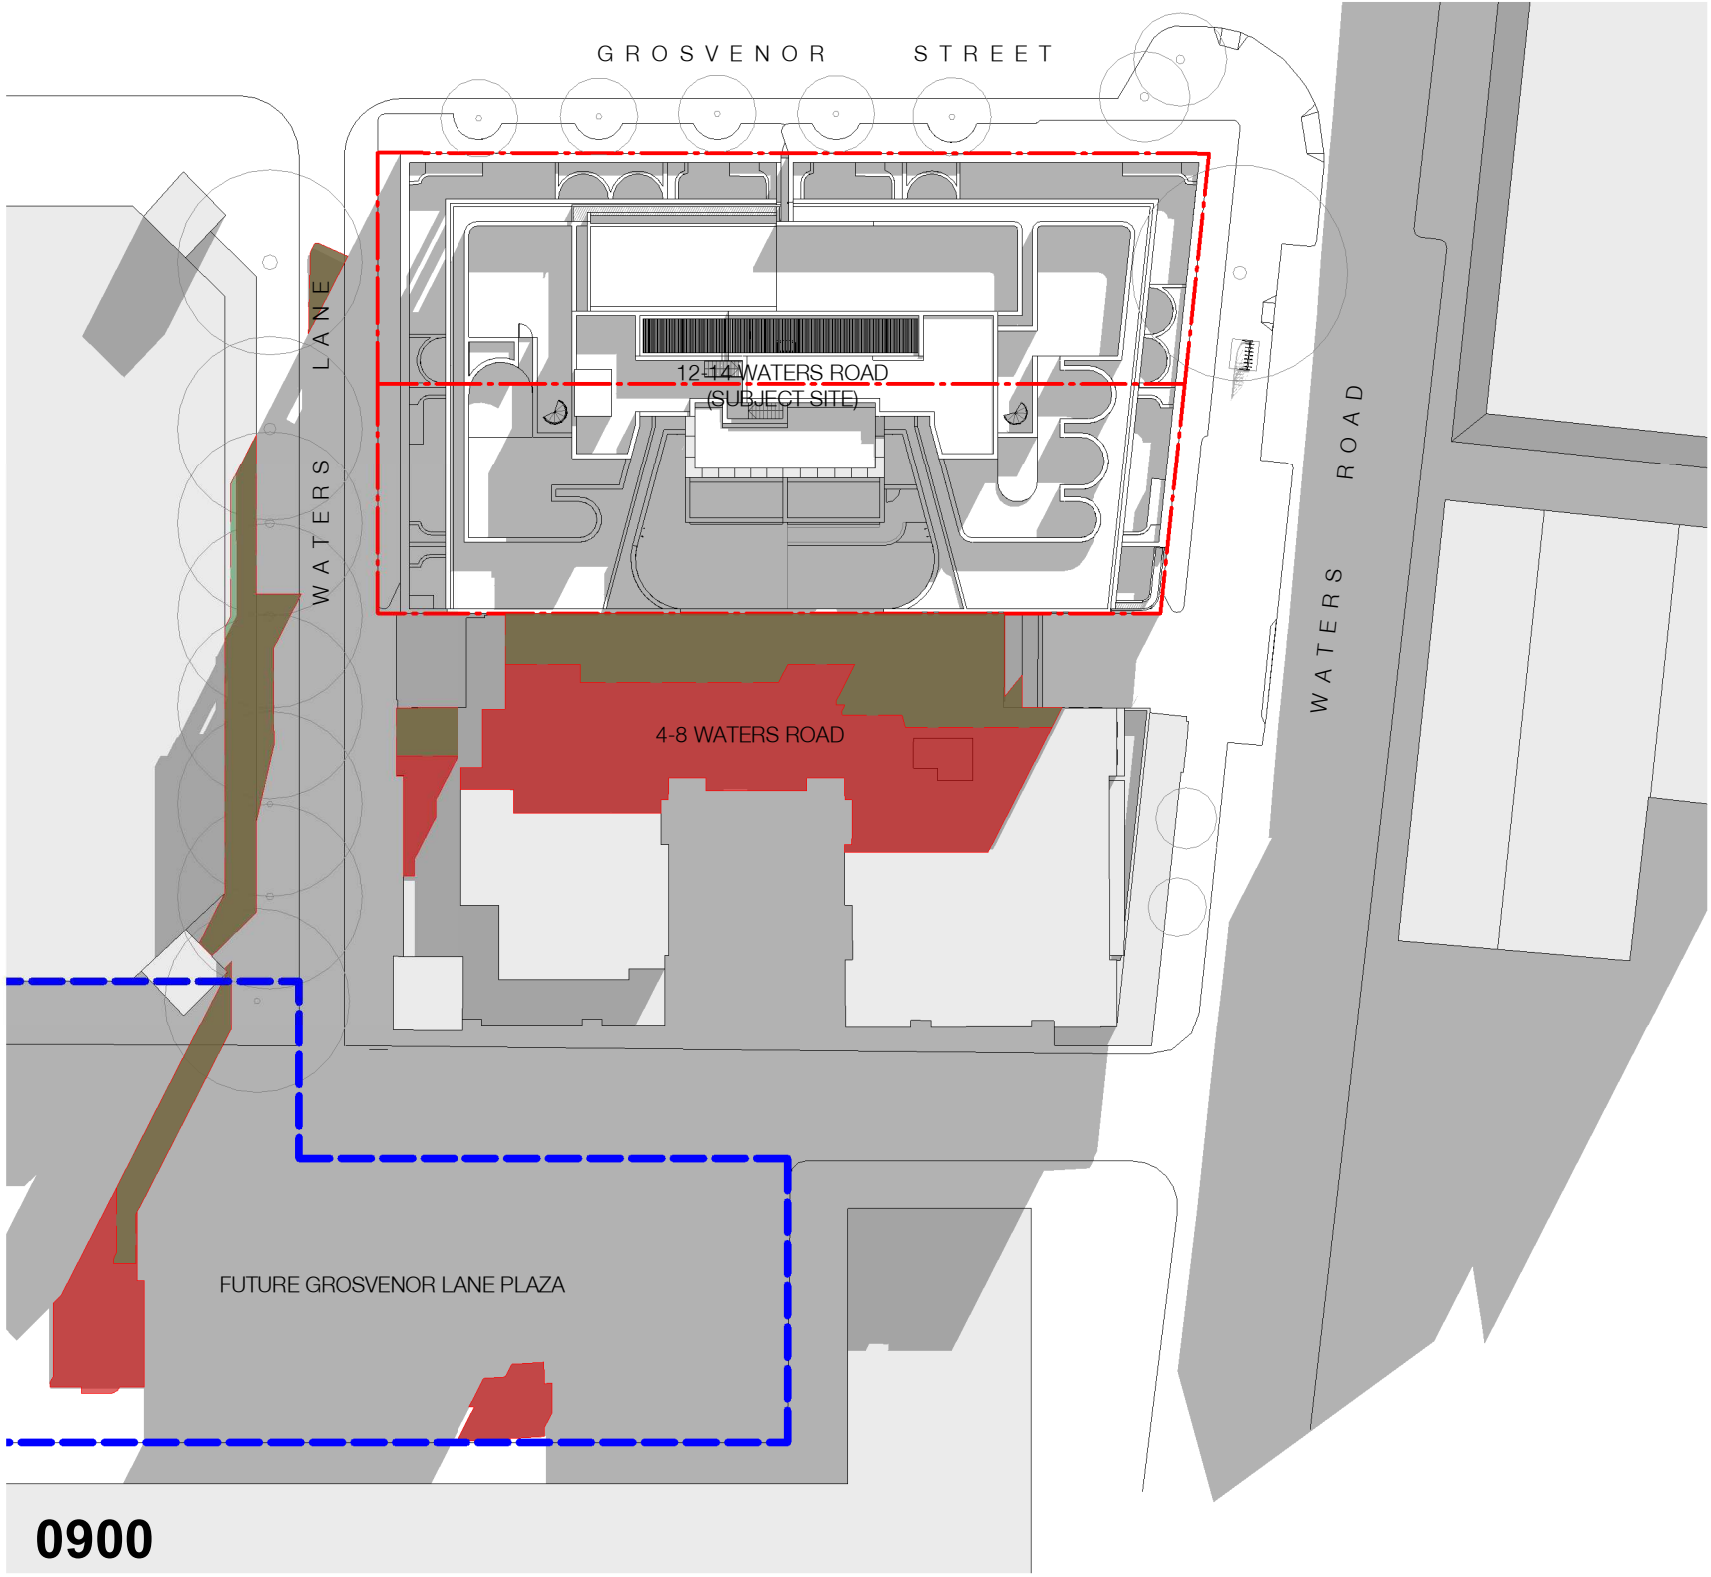 GROSVENOR STREET
WATERS LANE
12-14 WATERS ROAD
(SUBJECT SITE)
WATERS ROAD
4-8 WATERS ROAD
FUTURE GROSVENOR LANE PLAZA
0900